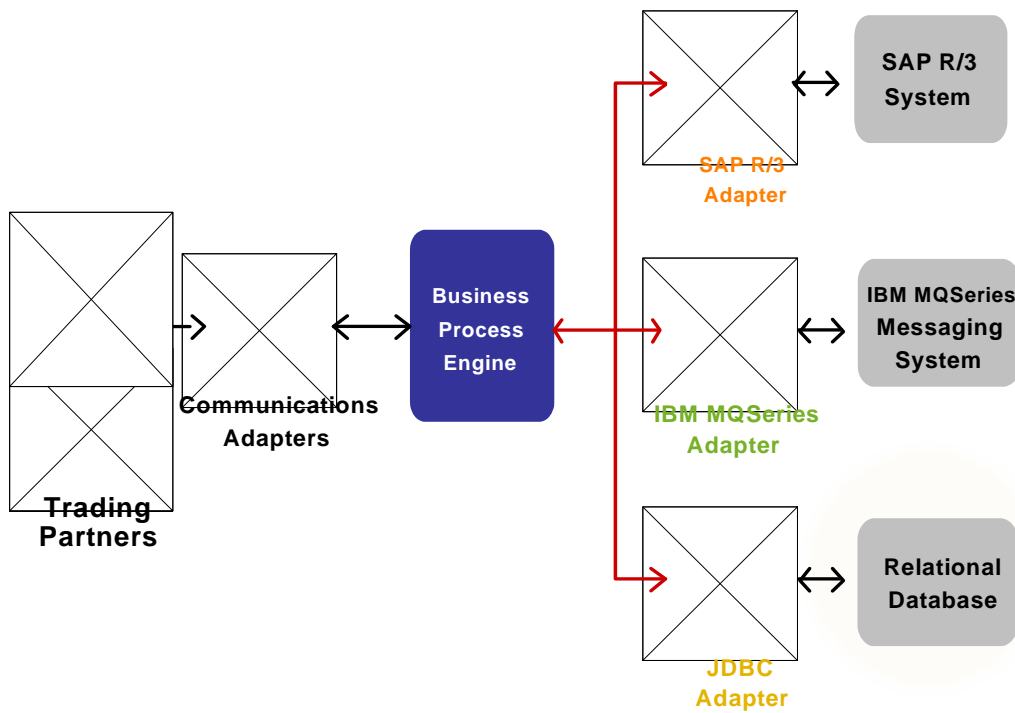 SAP R/3
System
SAP R/3
Adapter
Business
Process
Engine
IBM MQSeries
Messaging
System
Communications
Adapters
IBM MQSeries
Adapter
Trading
Partners
Relational
Database
JDBC
Adapter